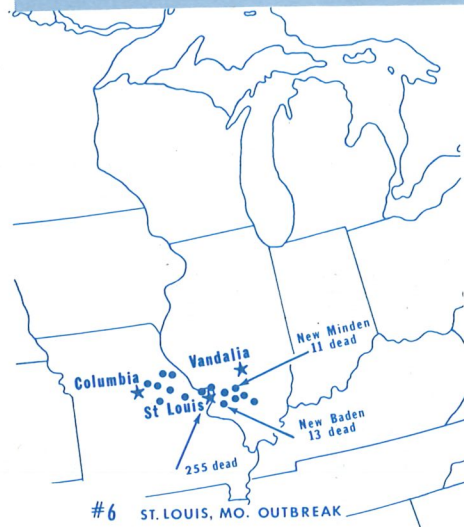 New Minden
11 dead
Vandalia
Columbia
St Louis
New Baden
13 dead
255 dead
#6 ST. LOUIS, MO. OUTBREAK